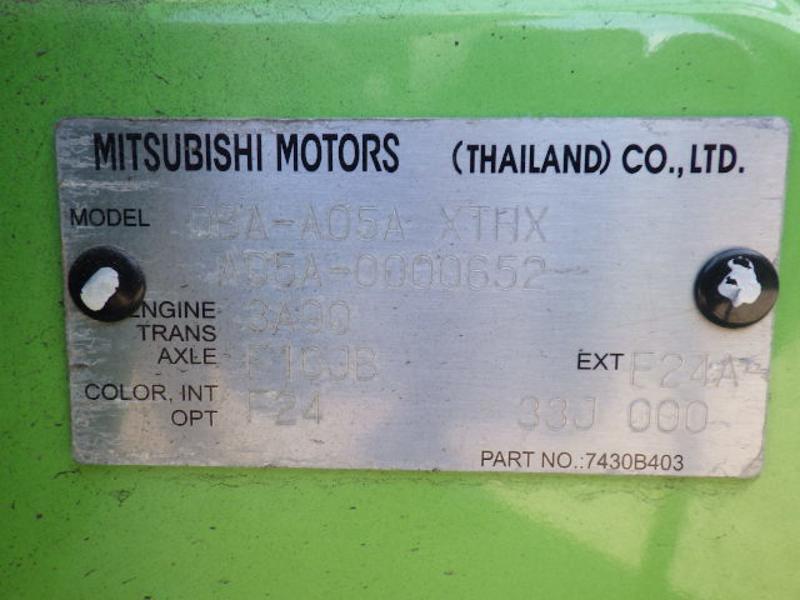 MITSUBISHI MOTORS (THAILAND) CO., LTD.
MODEL DBA-A05A XTHX
A05A-0000652
ENGINE 3A90
TRANS
AXLE F1CJB EXT F24A
COLOR, INT F24
OPT 33J 000
PART NO.:7430B403